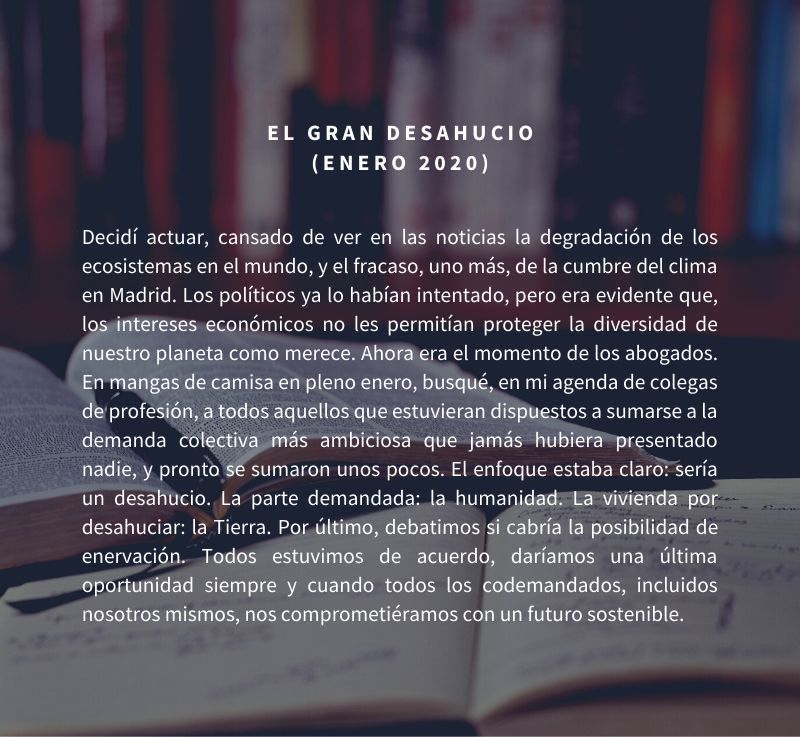 EL GRAN DESAHUCIO
(ENERO 2020)
Decidí actuar, cansado de ver en las noticias la degradación de los
ecosistemas en el mundo, y el fracaso, uno más, de la cumbre del clima
en Madrid. Los políticos ya lo habían intentado, pero era evidente que,
los intereses económicos no les permitían proteger la diversidad de
nuestro planeta como merece. Ahora era el momento de los abogados.
En mangas de camisa en pleno enero, busqué, en mi agenda de colegas
de profesión, a todos aquellos que estuvieran dispuestos a sumarse a la
demanda colectiva más ambiciosa que jamás hubiera presentado
nadie, y pronto se sumaron unos pocos. El enfoque estaba claro: sería
un desahucio. La parte demandada: la humanidad. La vivienda por
desahuciar: la Tierra. Por último, debatimos si cabría la posibilidad de
enervación. Todos estuvimos de acuerdo, daríamos una última
oportunidad siempre y cuando todos los codemandados, incluidos
nosotros mismos, nos comprometiéramos con un futuro sostenible.